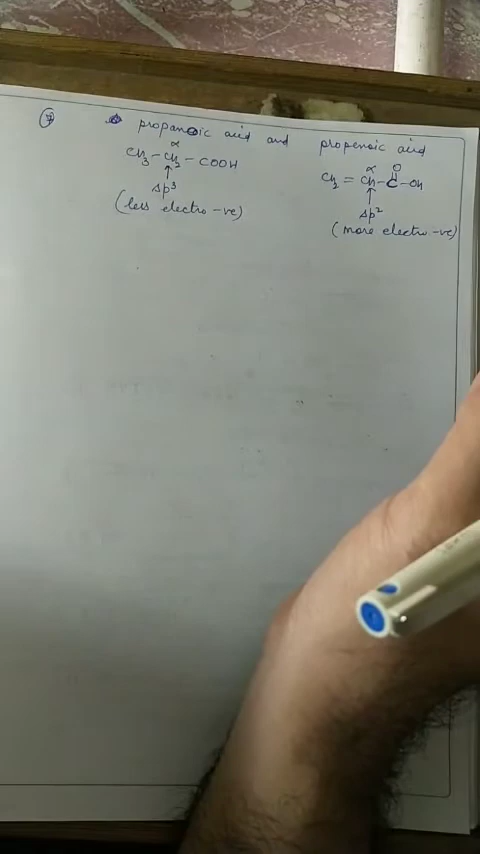 7 propanoic acid and propenoic acid
α α O
CH3 – CH2 – COOH CH2 = CH – C – OH
↑ ↑
sp3 sp2
(less electro -ve) (more electro -ve)